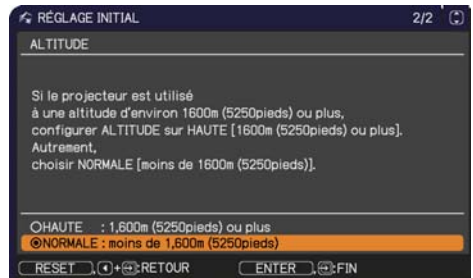 RÉGLAGE INITIAL 2/2
ALTITUDE
Si le projecteur est utilisé
à une altitude d'environ 1600m (5250pieds) ou plus,
configurer ALTITUDE sur HAUTE [1600m (5250pieds) ou plus].
Autrement,
choisir NORMALE [moins de 1600m (5250pieds)].
HAUTE : 1,600m (5250pieds) ou plus
NORMALE : moins de 1,600m (5250pieds)
RESET , + :RETOUR ENTER , :FIN